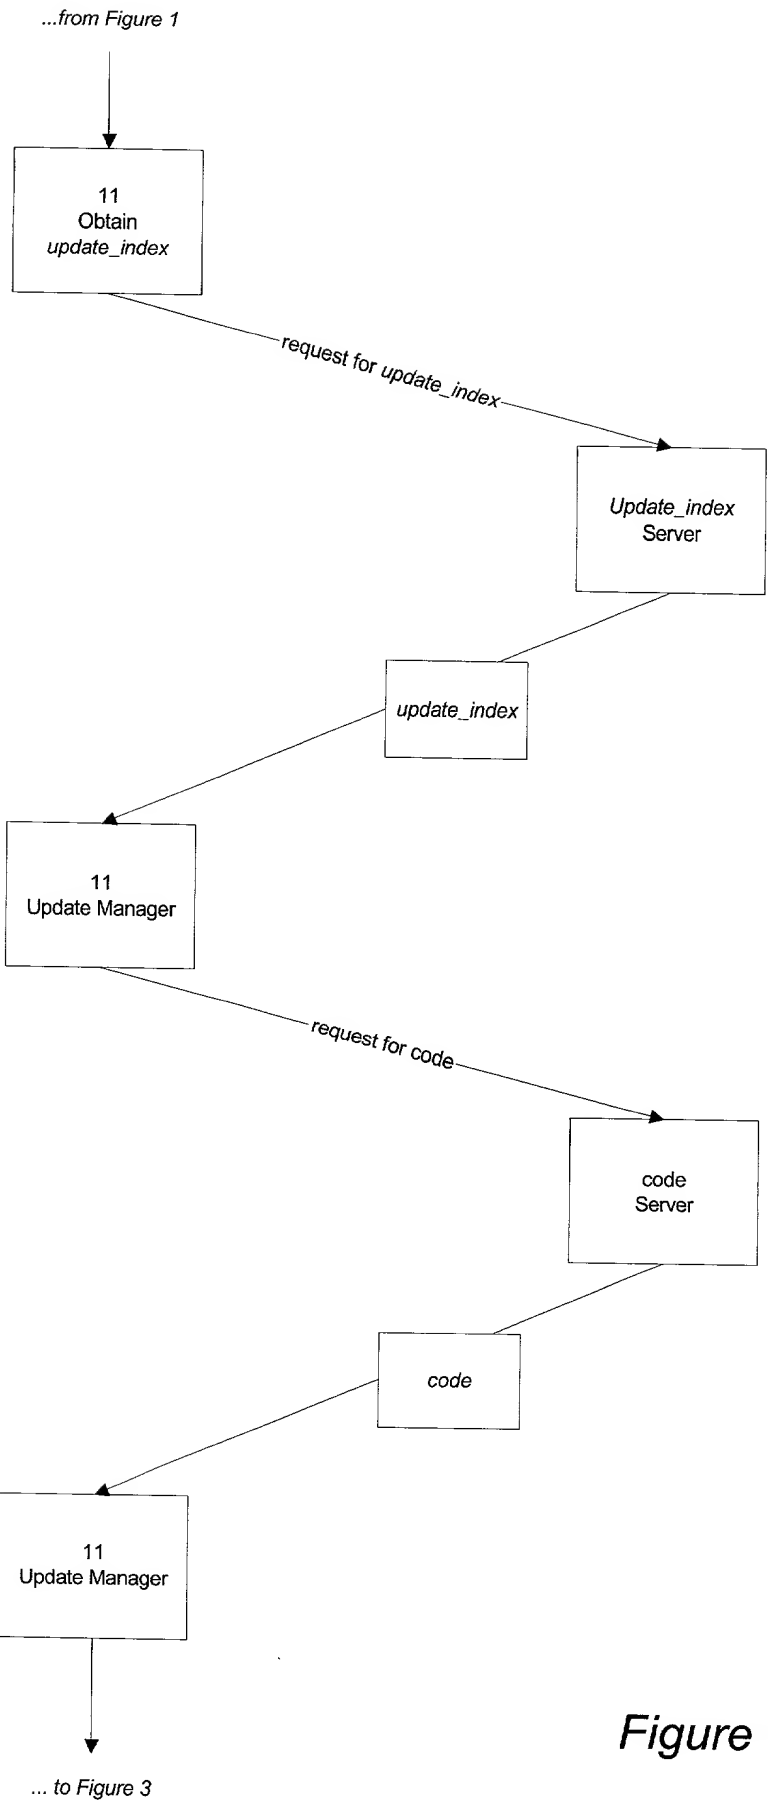 ...from Figure 1
11
Obtain
update_index
request for update_index
Update_index
Server
update_index
11
Update Manager
request for code
code
Server
code
11
Update Manager
Figure
... to Figure 3